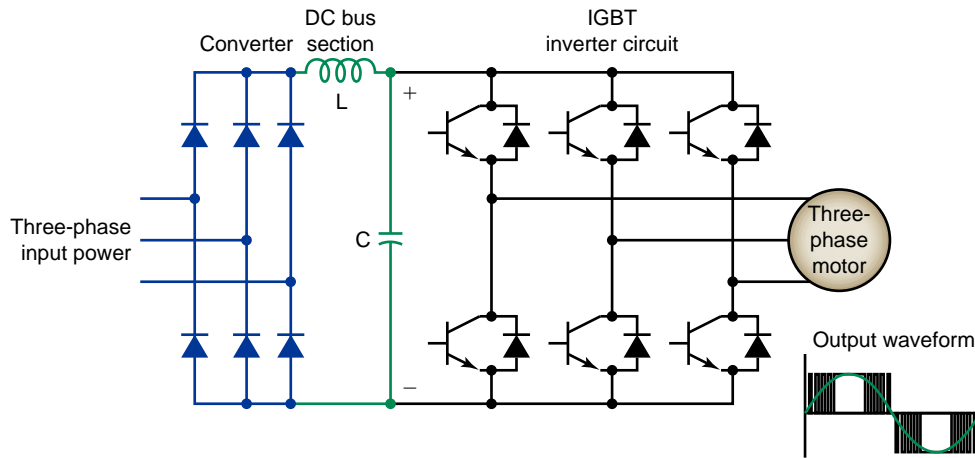 DC bus
section
IGBT
inverter circuit
Converter
L
+
Three-phase
input power
C
Three-
phase
motor
−
Output waveform